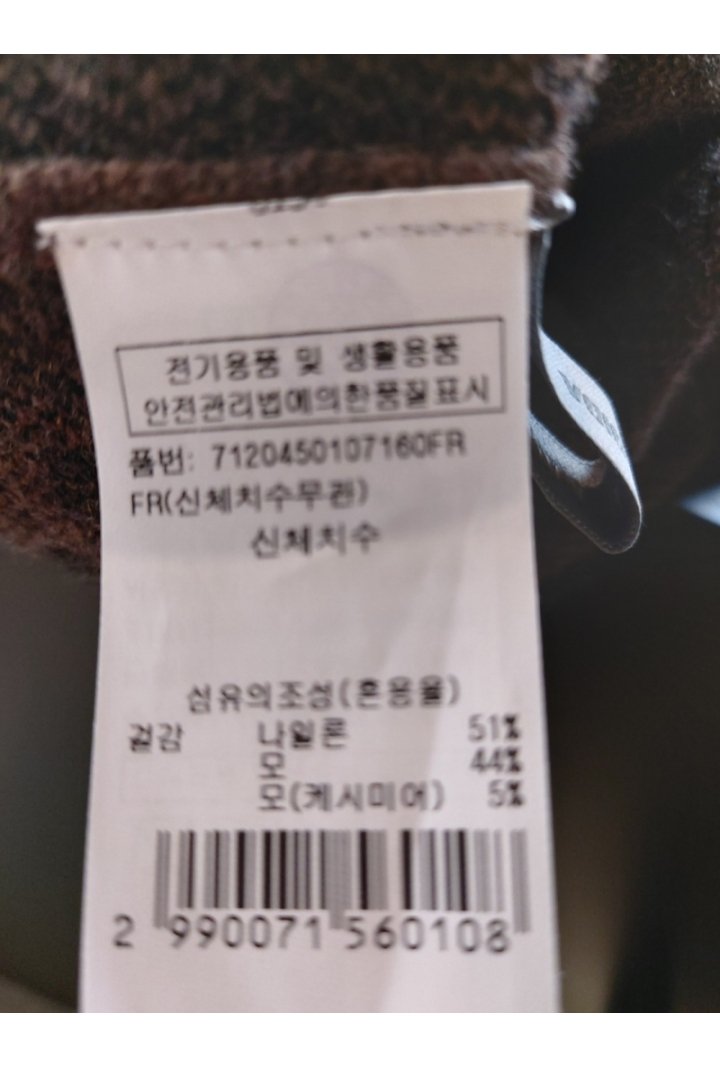 전기용품 및 생활용품
안전관리법에의한품질표시
품번: 7120450107160FR
FR(신체치수무관)
신체치수
섬유의조성(혼용율)
겉감 나일론 51%
모 44%
모(케시미어) 5%
2 990071 560108